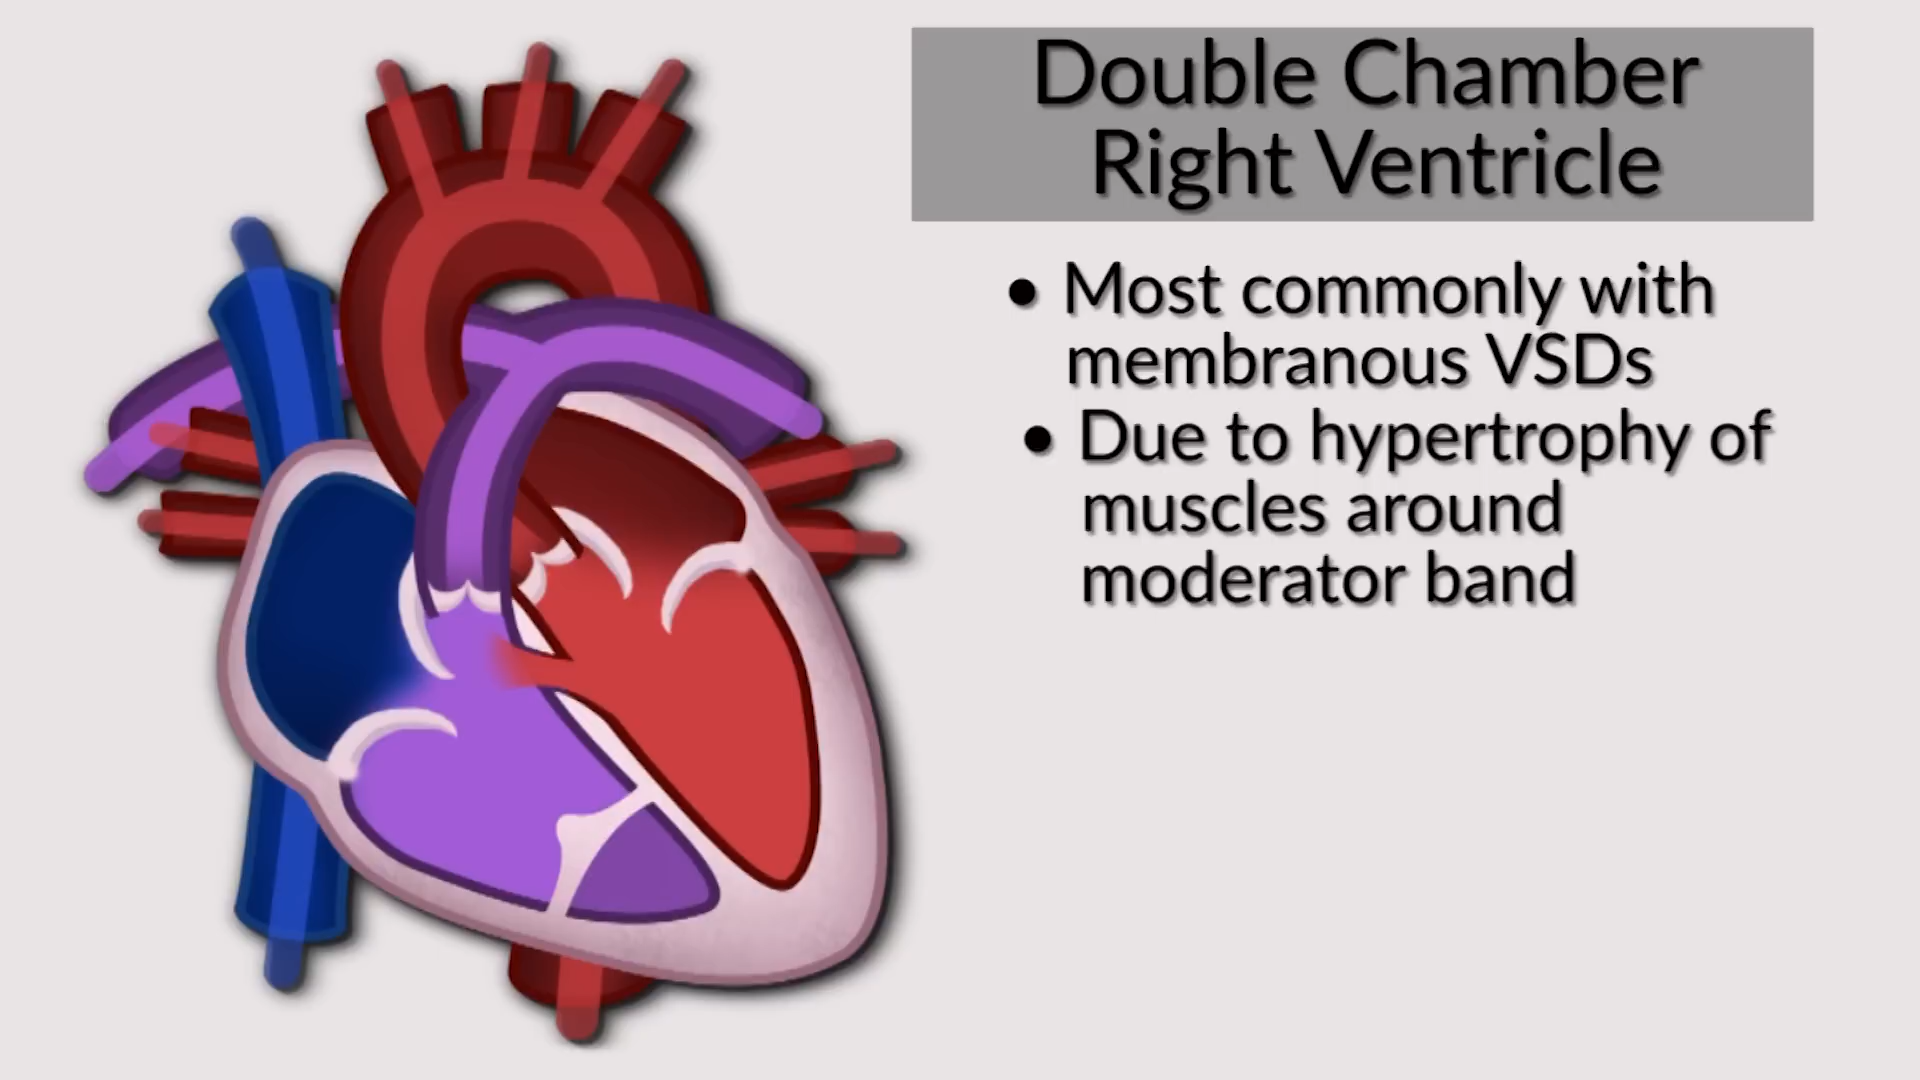 Double Chamber
Right Ventricle
• Most commonly with
membranous VSDs
• Due to hypertrophy of
muscles around
moderator band